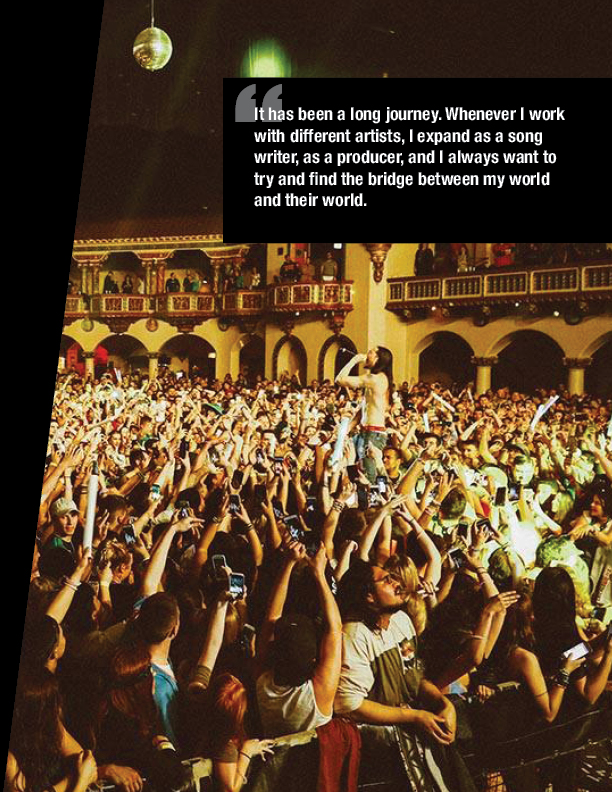 “
It has been a long journey. Whenever I work
with different artists, I expand as a song
writer, as a producer, and I always want to
try and find the bridge between my world
and their world.